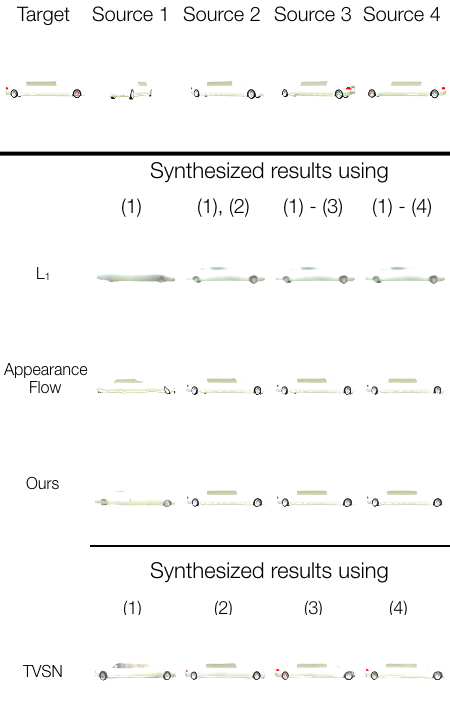 Target Source 1 Source 2 Source 3 Source 4
Synthesized results using
(1) (1), (2) (1) - (3) (1) - (4)
L₁
Appearance
Flow
Ours
Synthesized results using
(1) (2) (3) (4)
TVSN